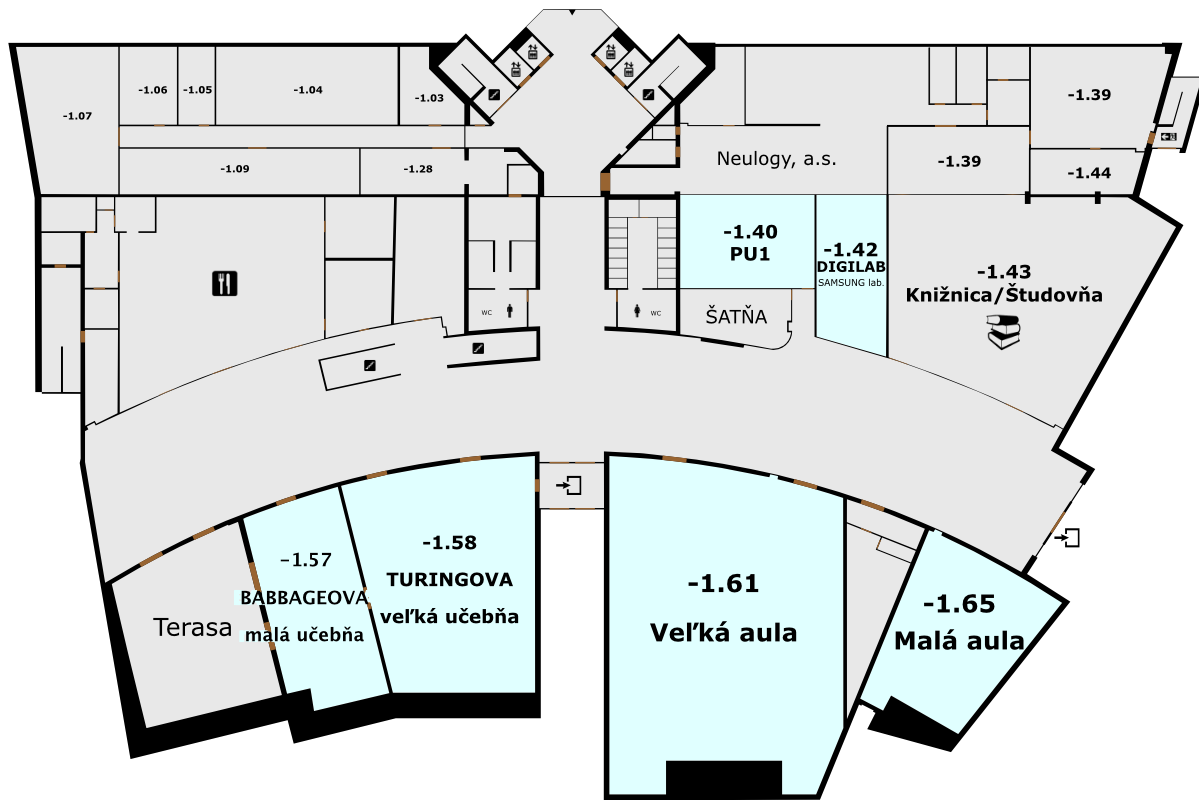 -1.07
-1.06
-1.05
-1.04
-1.03
-1.39
-1.09
-1.28
Neulogy, a.s.
-1.39
-1.44
-1.40
PU1
-1.42
DIGILAB
SAMSUNG lab.
-1.43
Knižnica/Študovňa
WC
WC
ŠATŇA
-1.57
BABBAGEOVA
malá učebňa
-1.58
TURINGOVA
veľká učebňa
Terasa
-1.61
Veľká aula
-1.65
Malá aula